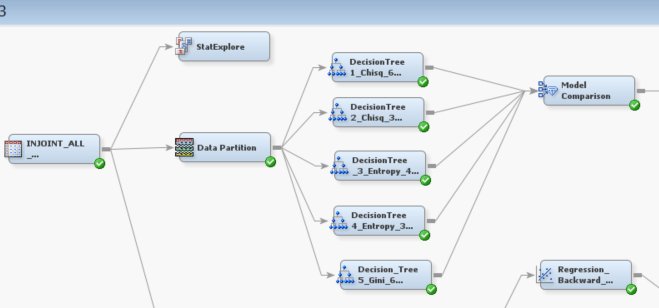 3
StatExplore
DecisionTree
1_Chisq_6...
Model
Comparison
DecisionTree
2_Chisq_3...
INJOINT_ALL
_...
Data Partition
DecisionTree
_3_Entropy_4...
DecisionTree
4_Entropy_3...
Decision_Tree
5_Gini_6...
Regression_
Backward_...